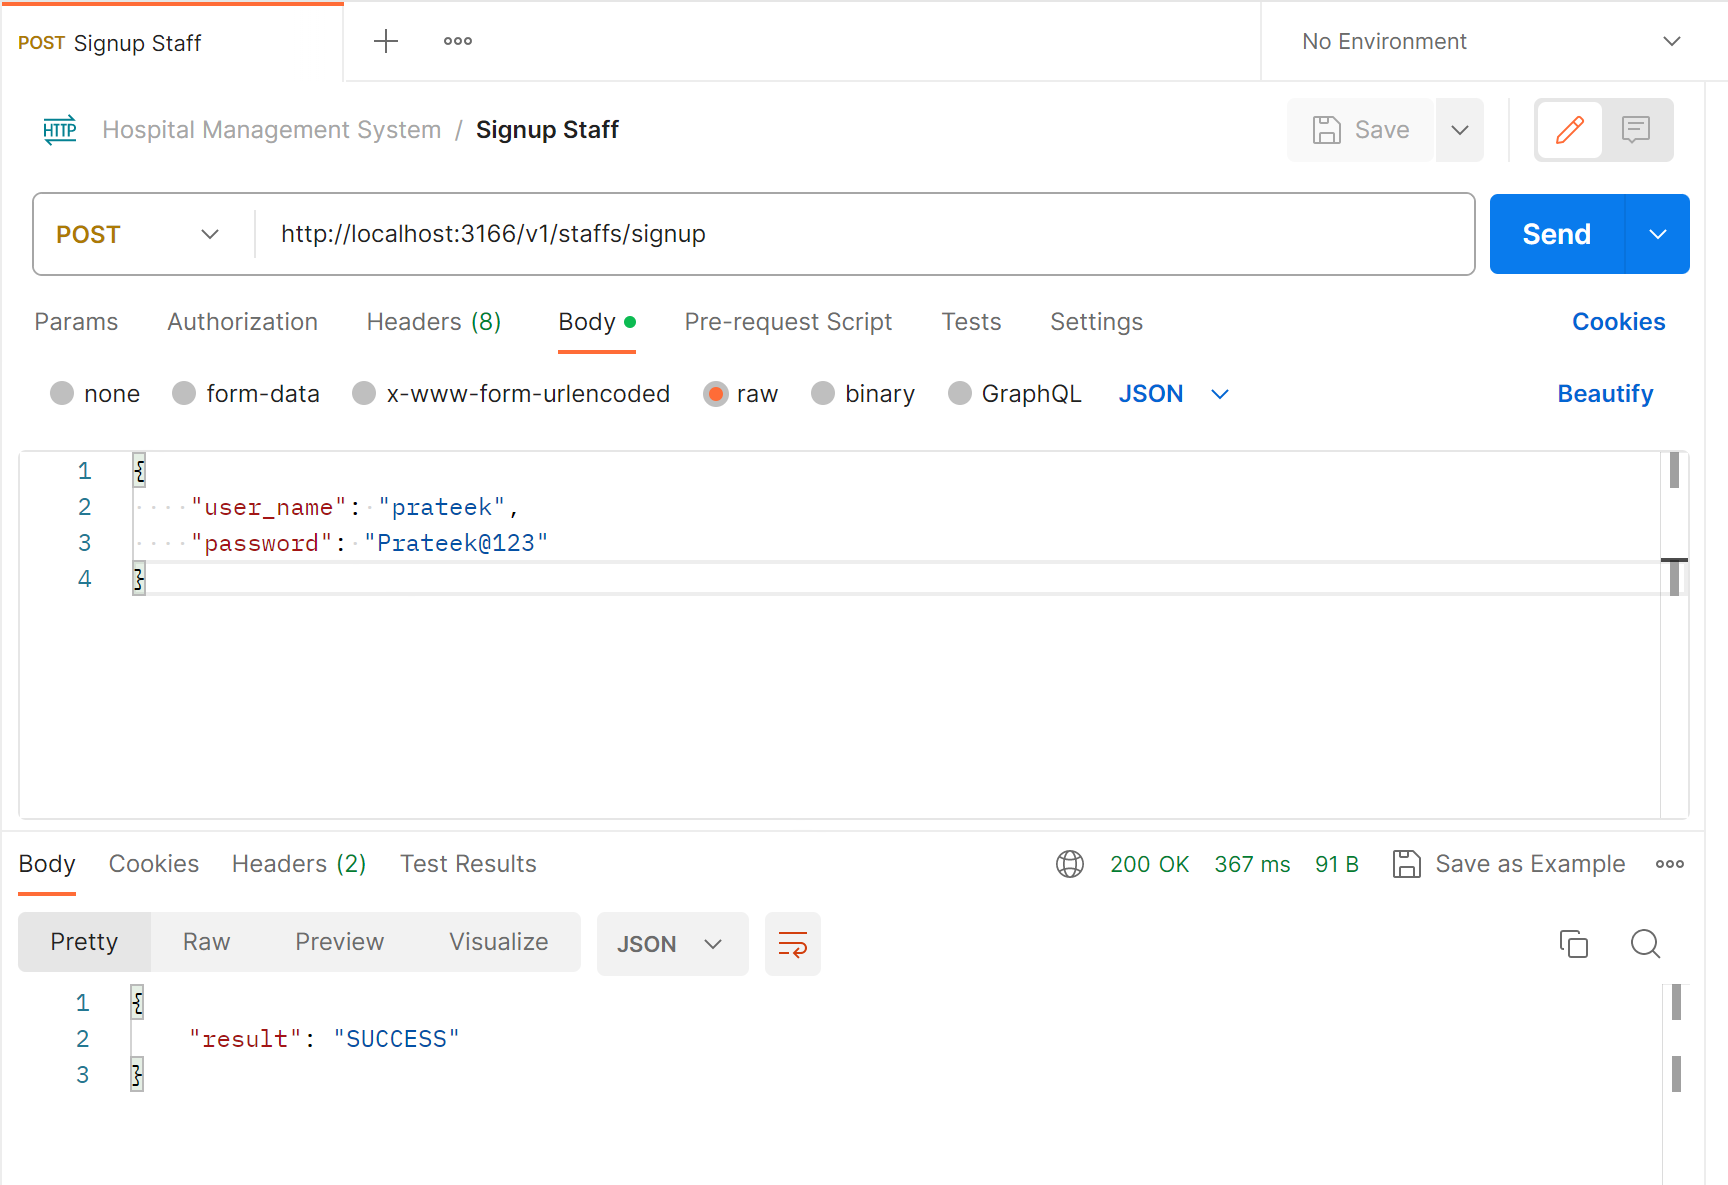 POST Signup Staff
No Environment
HTTP Hospital Management System / Signup Staff
Save
POST http://localhost:3166/v1/staffs/signup
Send
Params Authorization Headers (8) Body Pre-request Script Tests Settings Cookies
none form-data x-www-form-urlencoded raw binary GraphQL JSON Beautify
1 {
2 "user_name": "prateek",
3 "password": "Prateek@123"
4 }
Body Cookies Headers (2) Test Results 200 OK 367 ms 91 B Save as Example
Pretty Raw Preview Visualize JSON
1 {
2 "result": "SUCCESS"
3 }